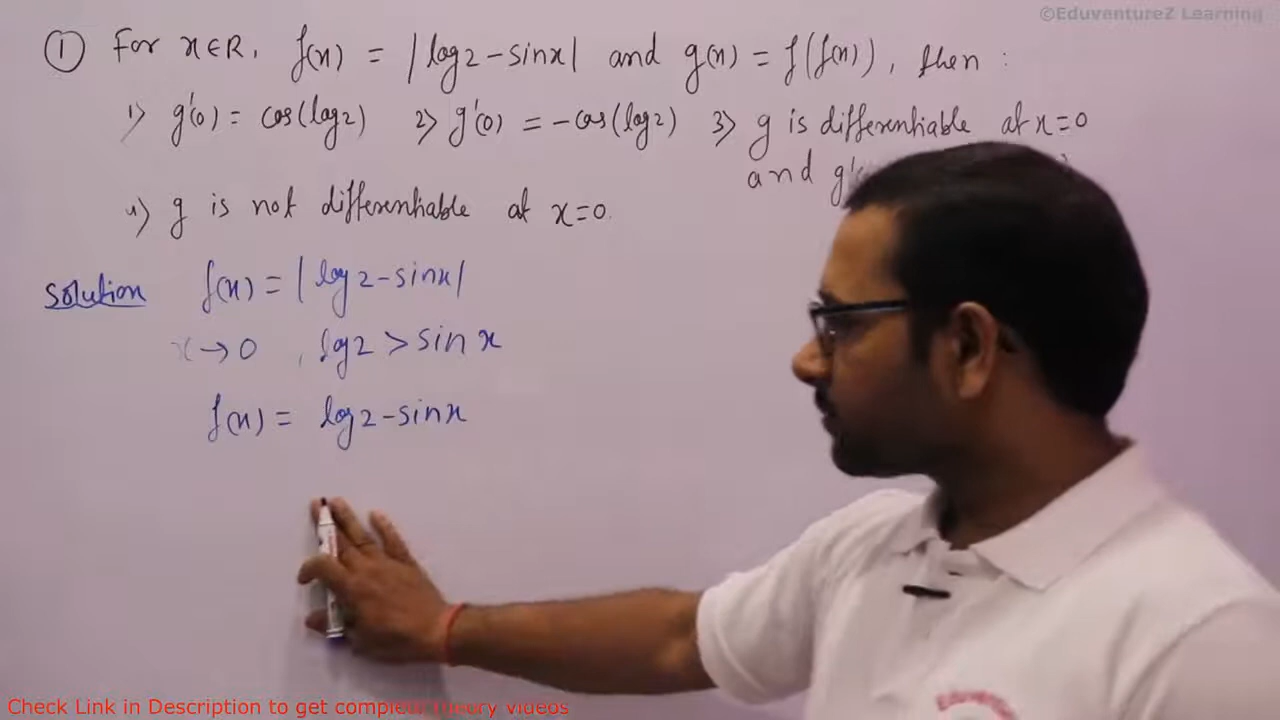 ©EduventureZ Learning
① For x∈R, f(x) = |log2-sinx| and g(x) = f(f(x)), then :
1) g'(0) = cos(log2) 2) g'(0) = -cos(log2) 3) g is differentiable at x=0
and
4) g is not differentiable at x=0.
Solution f(x) = |log2-sinx|
x→0 , log2 > sin x
f(x) = log2-sinx
Check Link in Description to get complete theory videos